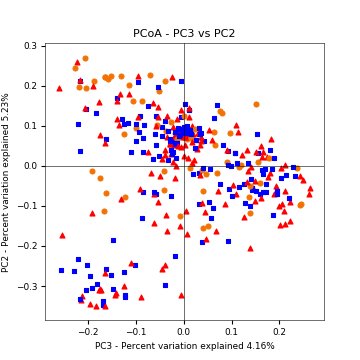 PCoA - PC3 vs PC2
0.3
0.2
0.1
0.0
−0.1
−0.2
−0.3
PC2 - Percent variation explained 5.23%
−0.2 −0.1 0.0 0.1 0.2
PC3 - Percent variation explained 4.16%